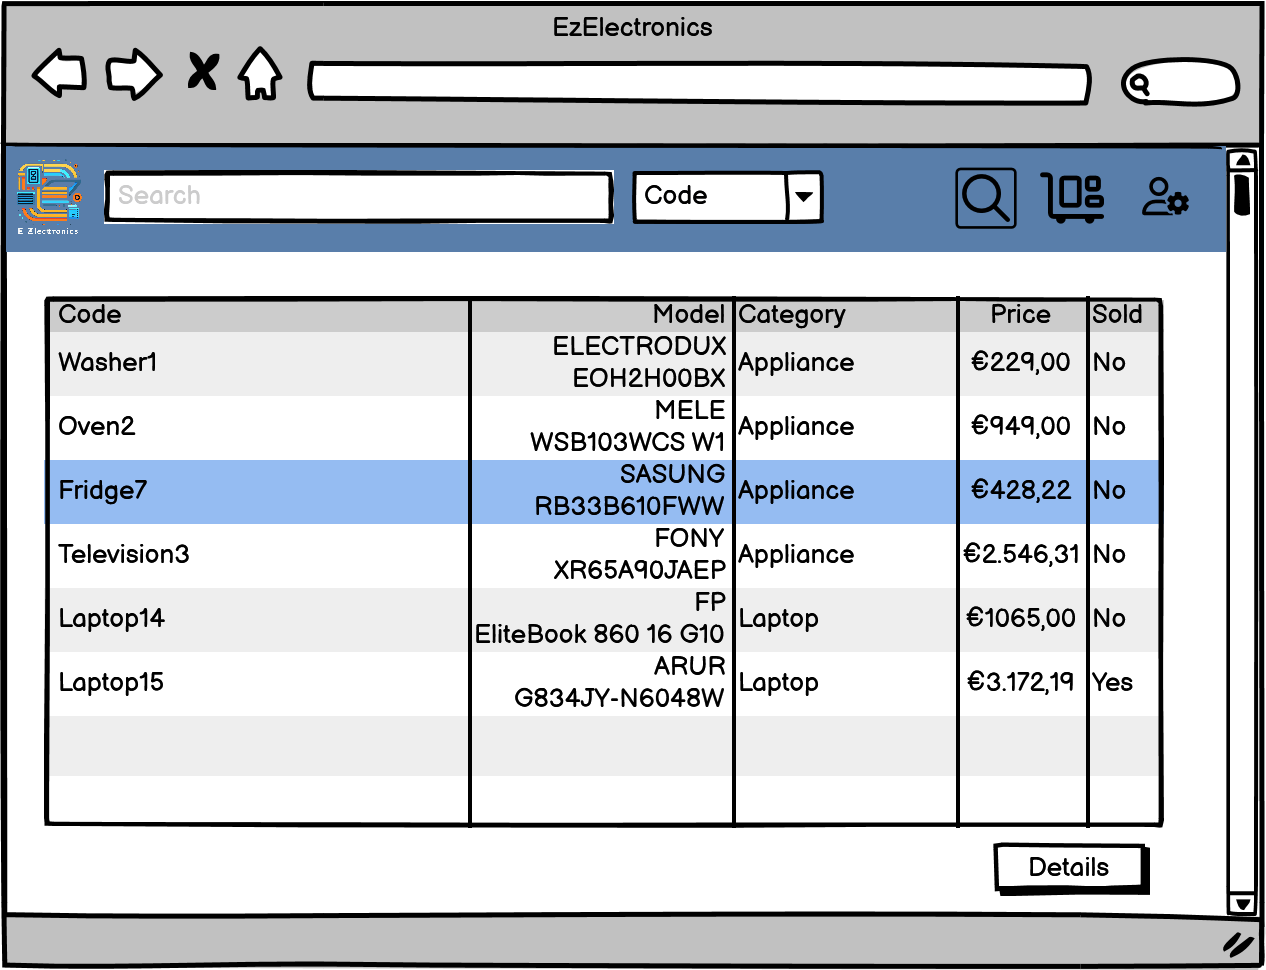 EzElectronics
E Zlectronics
Search
Code
Code Model Category Price Sold
Washer1 ELECTRODUX EOH2H00BX Appliance €229,00 No
Oven2 MELE WSB103WCS W1 Appliance €949,00 No
Fridge7 SASUNG RB33B610FWW Appliance €428,22 No
Television3 FONY XR65A90JAEP Appliance €2.546,31 No
Laptop14 FP EliteBook 860 16 G10 Laptop €1065,00 No
Laptop15 ARUR G834JY-N6048W Laptop €3.172,19 Yes
Details